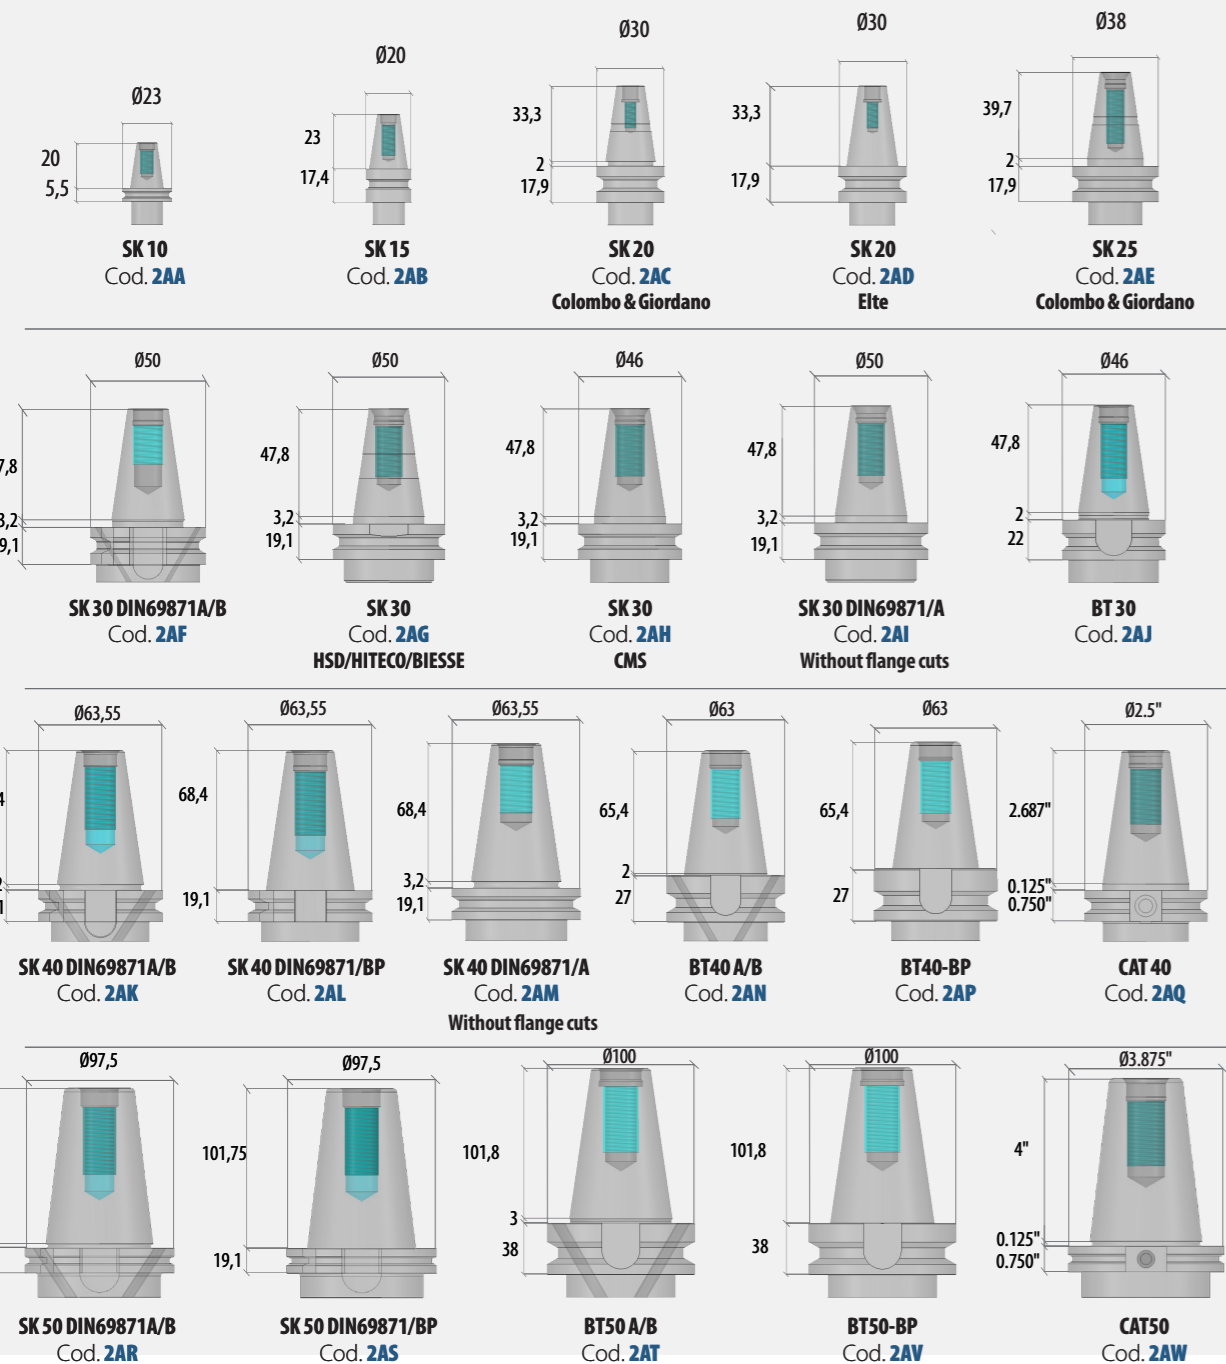 Ø23
Ø20
Ø30
Ø30
Ø38
20
5,5
23
17,4
33,3
2
17,9
33,3
17,9
39,7
2
17,9
SK 10
Cod. 2AA
SK 15
Cod. 2AB
SK 20
Cod. 2AC
Colombo & Giordano
SK 20
Cod. 2AD
Elte
SK 25
Cod. 2AE
Colombo & Giordano
Ø50
Ø50
Ø46
Ø50
Ø46
7,8
3,2
9,1
47,8
3,2
19,1
47,8
3,2
19,1
47,8
3,2
19,1
47,8
2
22
SK 30 DIN69871A/B
Cod. 2AF
SK 30
Cod. 2AG
HSD/HITECO/BIESSE
SK 30
Cod. 2AH
CMS
SK 30 DIN69871/A
Cod. 2AI
Without flange cuts
BT 30
Cod. 2AJ
Ø63,55
Ø63,55
Ø63,55
Ø63
Ø63
Ø2.5"
4
2
1
68,4
19,1
68,4
3,2
19,1
65,4
2
27
65,4
27
2.687"
0.125"
0.750"
SK 40 DIN69871A/B
Cod. 2AK
SK 40 DIN69871/BP
Cod. 2AL
SK 40 DIN69871/A
Cod. 2AM
Without flange cuts
BT40 A/B
Cod. 2AN
BT40-BP
Cod. 2AP
CAT 40
Cod. 2AQ
Ø97,5
Ø97,5
Ø100
Ø100
Ø3.875"
101,75
19,1
101,8
3
38
101,8
38
4"
0.125"
0.750"
SK 50 DIN69871A/B
Cod. 2AR
SK 50 DIN69871/BP
Cod. 2AS
BT50 A/B
Cod. 2AT
BT50-BP
Cod. 2AV
CAT50
Cod. 2AW